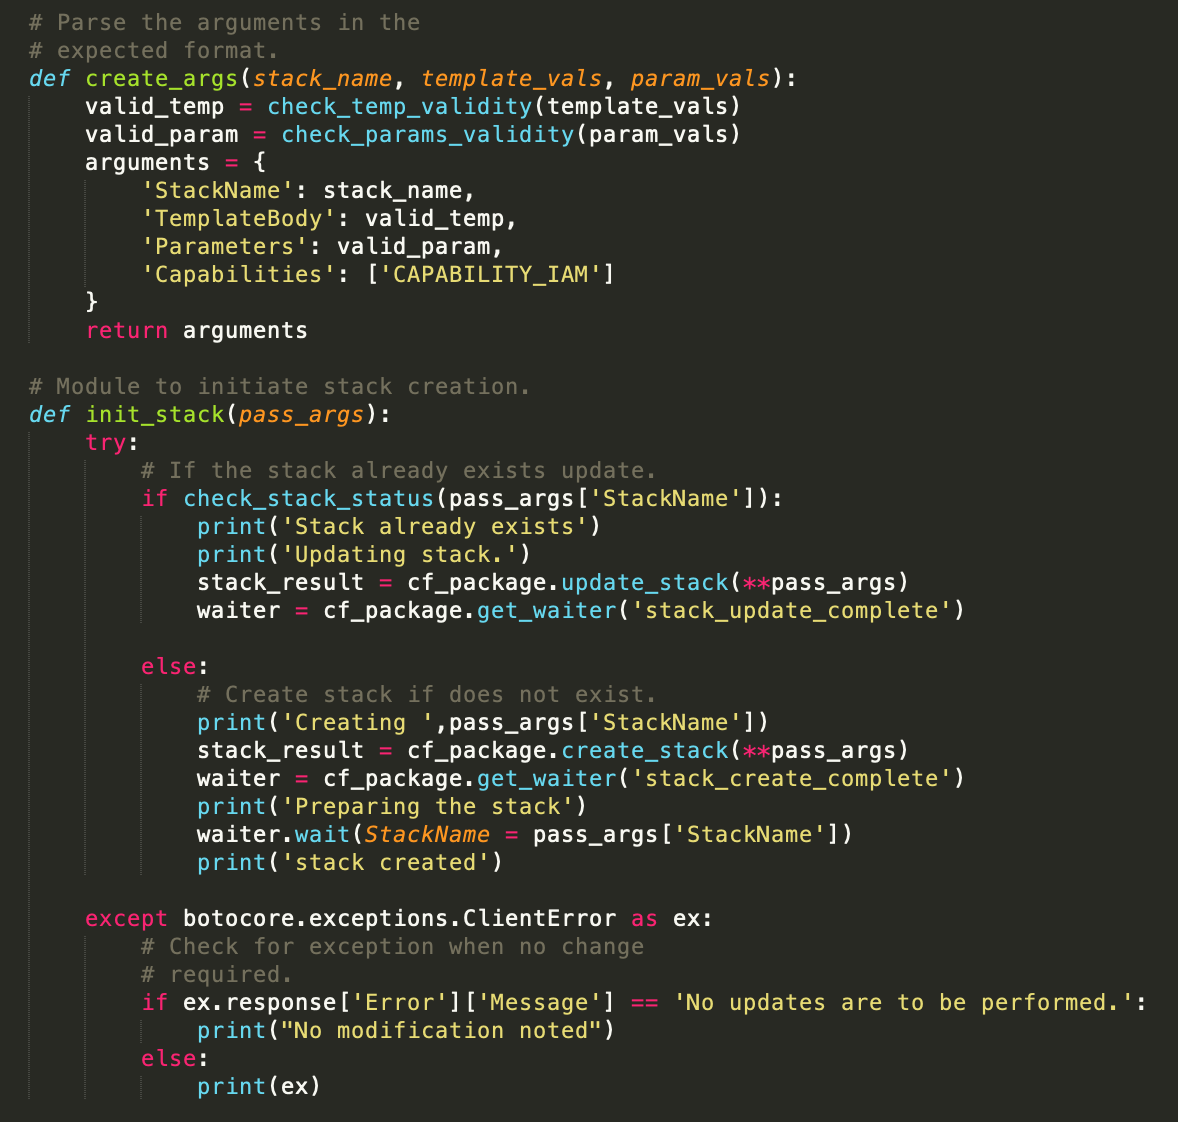 # Parse the arguments in the
# expected format.
def create_args(stack_name, template_vals, param_vals):
    valid_temp = check_temp_validity(template_vals)
    valid_param = check_params_validity(param_vals)
    arguments = {
        'StackName': stack_name,
        'TemplateBody': valid_temp,
        'Parameters': valid_param,
        'Capabilities': ['CAPABILITY_IAM']
    }
    return arguments

# Module to initiate stack creation.
def init_stack(pass_args):
    try:
        # If the stack already exists update.
        if check_stack_status(pass_args['StackName']):
            print('Stack already exists')
            print('Updating stack.')
            stack_result = cf_package.update_stack(**pass_args)
            waiter = cf_package.get_waiter('stack_update_complete')

        else:
            # Create stack if does not exist.
            print('Creating ',pass_args['StackName'])
            stack_result = cf_package.create_stack(**pass_args)
            waiter = cf_package.get_waiter('stack_create_complete')
            print('Preparing the stack')
            waiter.wait(StackName = pass_args['StackName'])
            print('stack created')

    except botocore.exceptions.ClientError as ex:
        # Check for exception when no change
        # required.
        if ex.response['Error']['Message'] == 'No updates are to be performed.':
            print("No modification noted")
        else:
            print(ex)